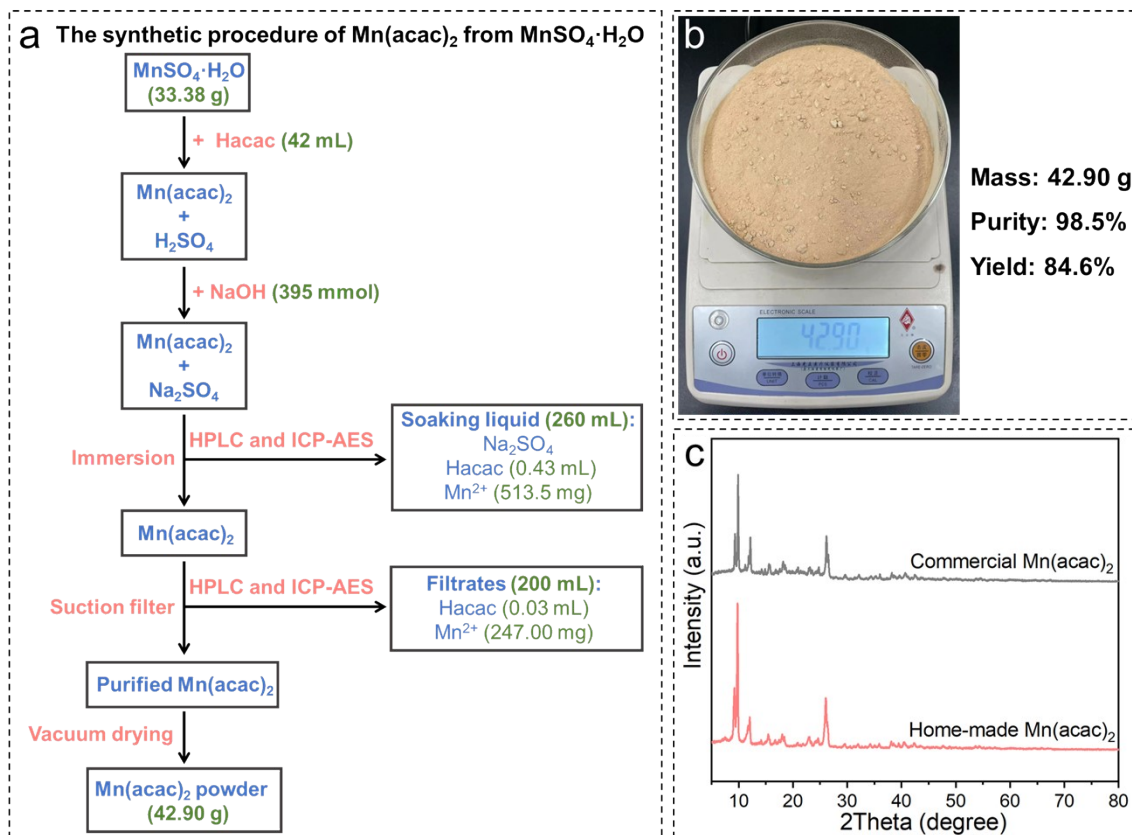 a The synthetic procedure of Mn(acac)₂ from MnSO₄·H₂O
MnSO₄·H₂O
(33.38 g)
+ Hacac (42 mL)
Mn(acac)₂
+
H₂SO₄
+ NaOH (395 mmol)
Mn(acac)₂
+
Na₂SO₄
HPLC and ICP-AES
Immersion
Soaking liquid (260 mL):
Na₂SO₄
Hacac (0.43 mL)
Mn²⁺ (513.5 mg)
Mn(acac)₂
HPLC and ICP-AES
Suction filter
Filtrates (200 mL):
Hacac (0.03 mL)
Mn²⁺ (247.00 mg)
Purified Mn(acac)₂
Vacuum drying
Mn(acac)₂ powder
(42.90 g)
b
ELECTRONIC SCALE
42.90
Mass: 42.90 g
Purity: 98.5%
Yield: 84.6%
c
Intensity (a.u.)
Commercial Mn(acac)₂
Home-made Mn(acac)₂
10 20 30 40 50 60 70 80
2Theta (degree)